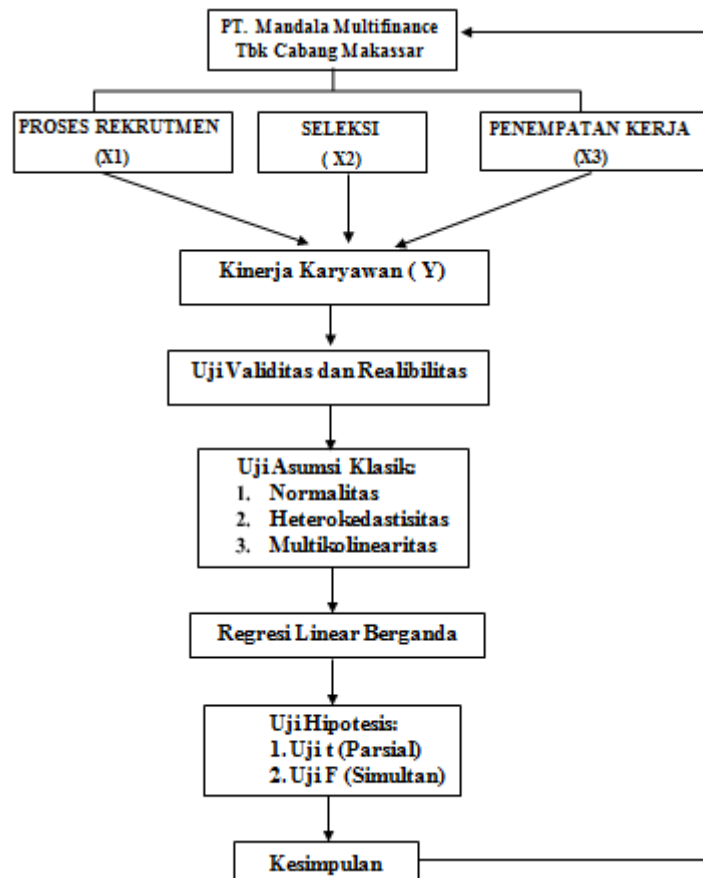 PT. Mandala Multifinance
Tbk Cabang Makassar
PROSES REKRUTMEN
(X1)
SELEKSI
( X2)
PENEMPATAN KERJA
(X3)
Kinerja Karyawan ( Y)
Uji Validitas dan Realibilitas
Uji Asumsi Klasik:
1. Normalitas
2. Heterokedastisitas
3. Multikolinearitas
Regresi Linear Berganda
Uji Hipotesis:
1. Uji t (Parsial)
2. Uji F (Simultan)
Kesimpulan